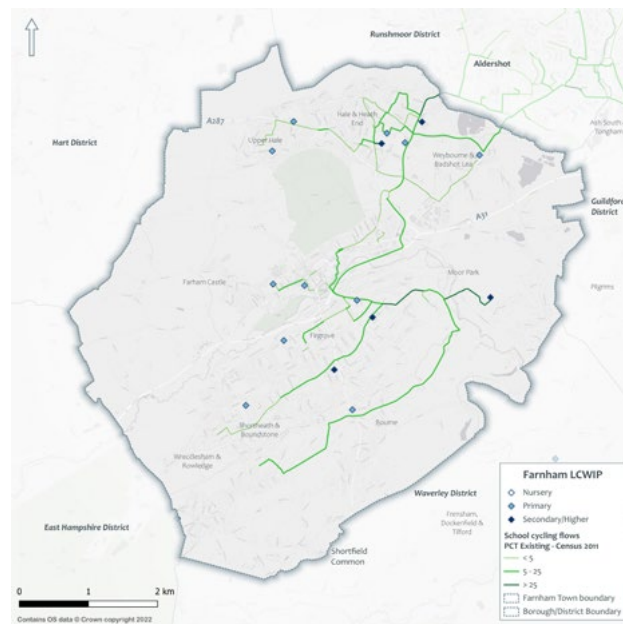 Runshmoor District
Aldershot
A287
Hale & Heath
End
Upper Hale
Ash South &
Tongham
Hart District
Weybourne &
Badshot Lea
Guildford
District
A31
Moor Park
Farham Castle
Pilgrims
Firgrove
Shortheath &
Boundstone
Bourne
Wrecclesham &
Rowledge
Waverley District
Frensham,
Dockenfield &
Tilford
East Hampshire District
Shortfield
Common
Farnham LCWIP
Nursery
Primary
Secondary/Higher
School cycling flows
PCT Existing - Census 2011
< 5
5 - 25
> 25
Farnham Town boundary
Borough/District Boundary
0 1 2 km
Contains OS data © Crown copyright 2022